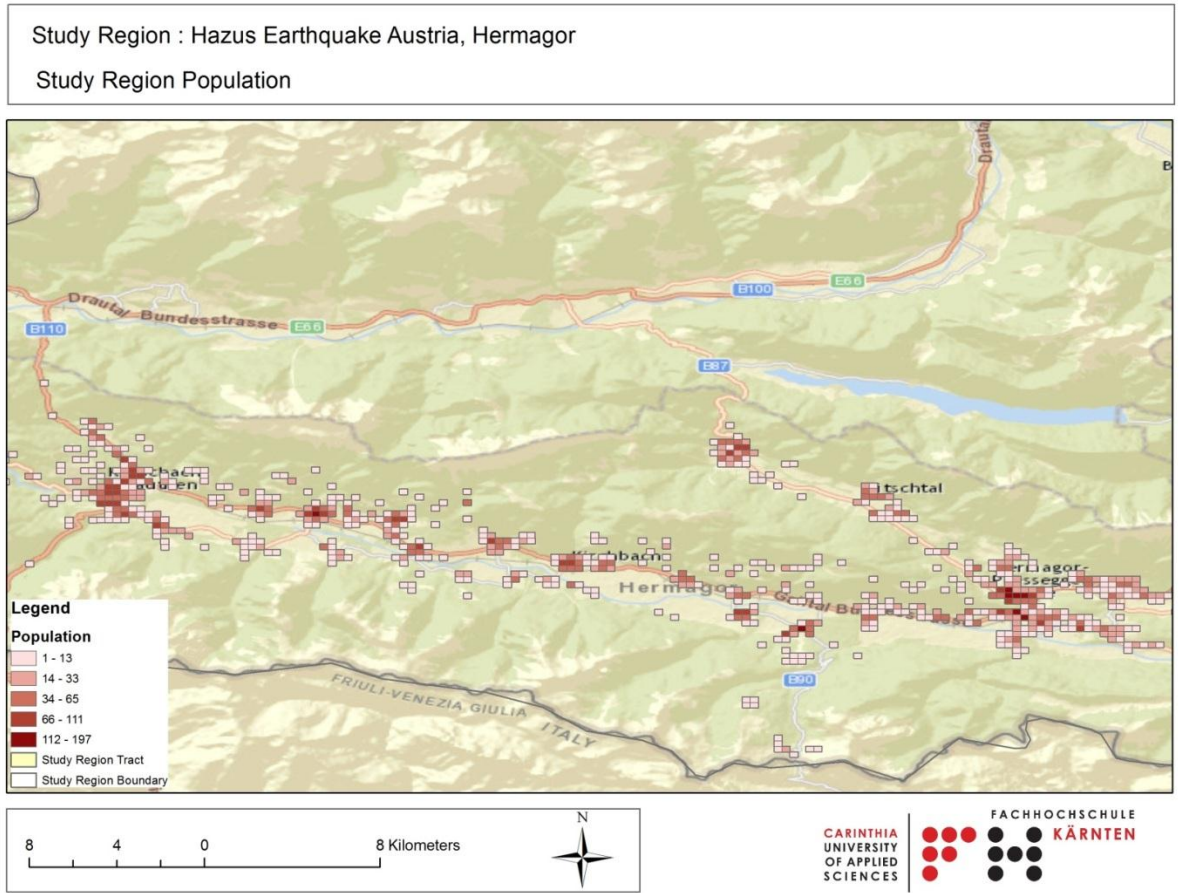 Study Region : Hazus Earthquake Austria, Hermagor
Study Region Population
Drautal
B
B100
E66
Drautal Bundesstrasse
E66
B110
B87
Kirchbach
Hermagor
B90
FRIULI-VENEZIA GIULIA
ITALY
Legend
Population
1 - 13
14 - 33
34 - 65
66 - 111
112 - 197
Study Region Tract
Study Region Boundary
8 4 0 8 Kilometers
N
CARINTHIA
UNIVERSITY
OF APPLIED
SCIENCES
FACHHOCHSCHULE
KÄRNTEN